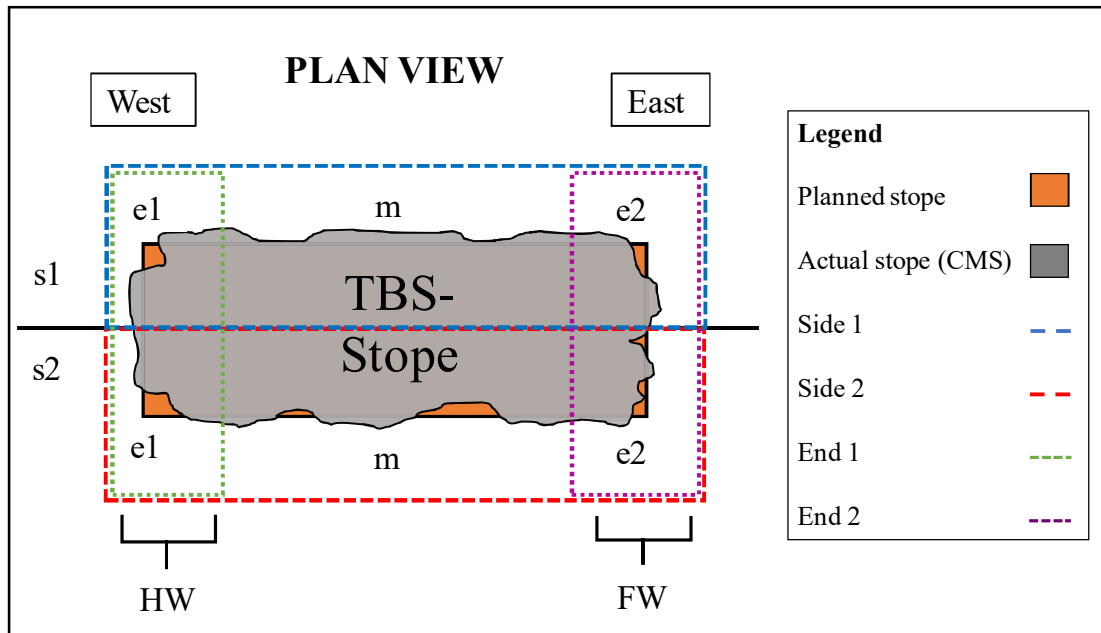 PLAN VIEW
West
East
e1
m
e2
s1
TBS-
s2
Stope
e1
m
e2
HW
FW
Legend
Planned stope
Actual stope (CMS)
Side 1
Side 2
End 1
End 2